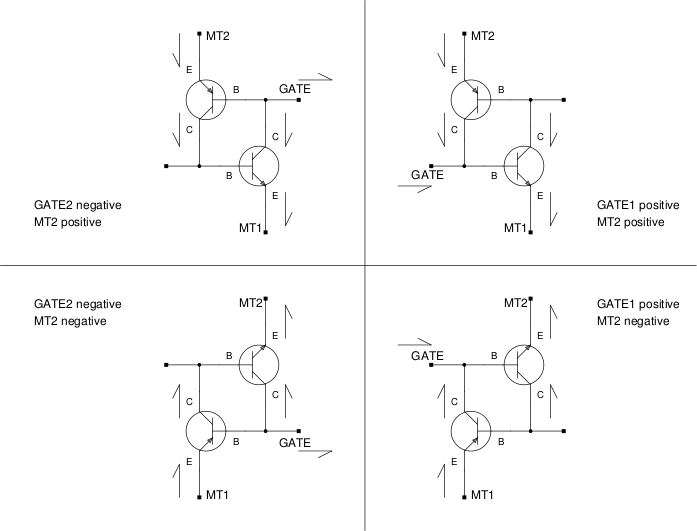 MT2
E
B
GATE
C
C
B
E
GATE2 negative
MT2 positive
MT1
MT2
E
B
C
C
GATE
B
E
GATE1 positive
MT2 positive
MT1
GATE2 negative
MT2 negative
MT2
E
B
C
C
B
GATE
E
MT1
MT2
GATE1 positive
MT2 negative
E
GATE
B
C
C
B
E
MT1